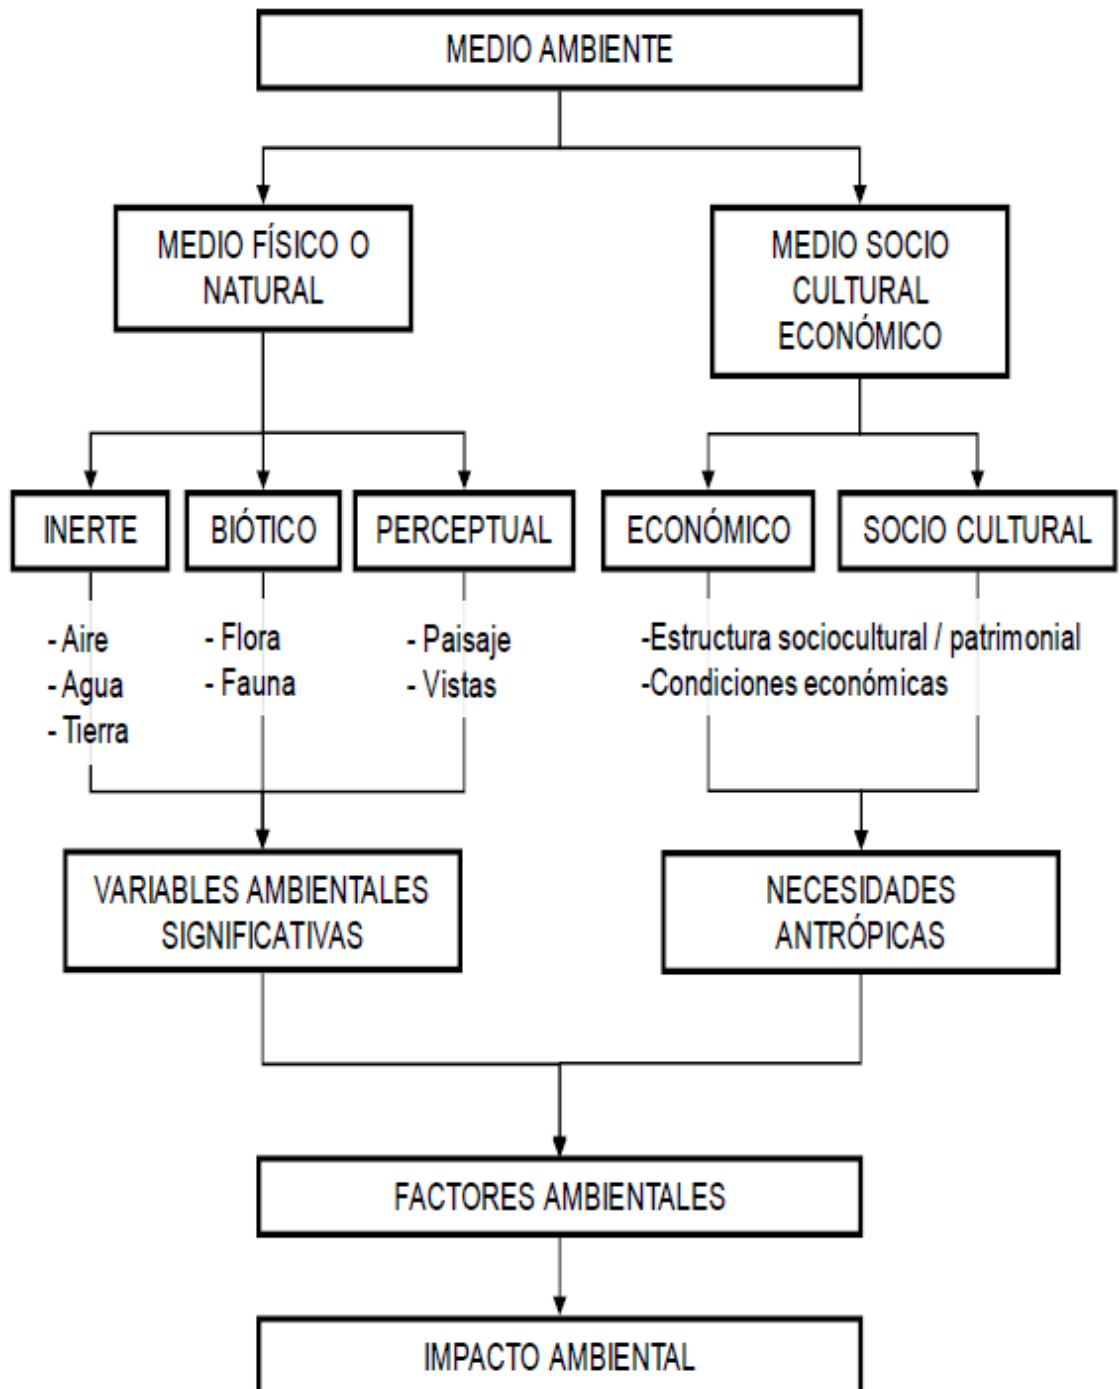 MEDIO AMBIENTE
MEDIO FÍSICO O
NATURAL
MEDIO SOCIO
CULTURAL
ECONÓMICO
INERTE
BIÓTICO
PERCEPTUAL
ECONÓMICO
SOCIO CULTURAL
- Aire
- Agua
- Tierra
- Flora
- Fauna
- Paisaje
- Vistas
-Estructura sociocultural / patrimonial
-Condiciones económicas
VARIABLES AMBIENTALES
SIGNIFICATIVAS
NECESIDADES
ANTRÓPICAS
FACTORES AMBIENTALES
IMPACTO AMBIENTAL